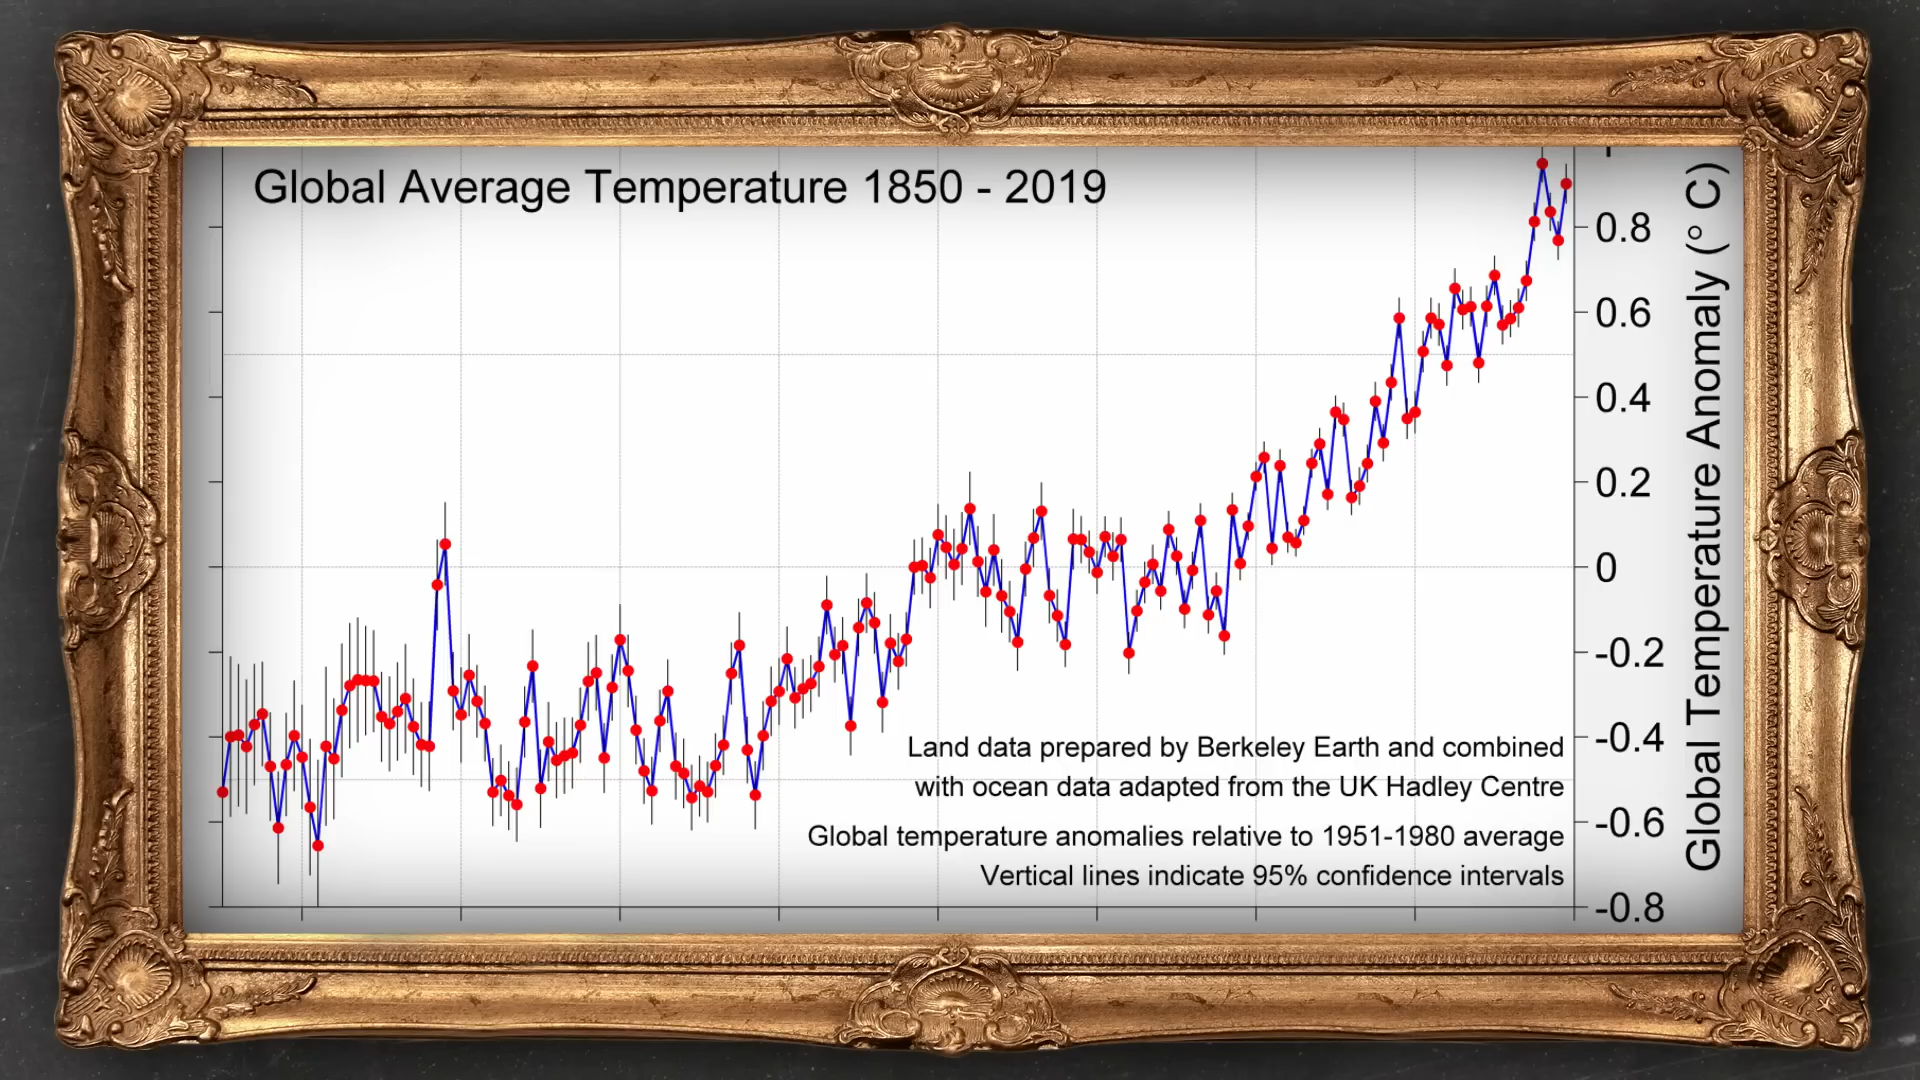 Global Average Temperature 1850 - 2019
0.8
0.6
0.4
0.2
0
-0.2
-0.4
-0.6
-0.8
Global Temperature Anomaly (° C)
Land data prepared by Berkeley Earth and combined
with ocean data adapted from the UK Hadley Centre
Global temperature anomalies relative to 1951-1980 average
Vertical lines indicate 95% confidence intervals